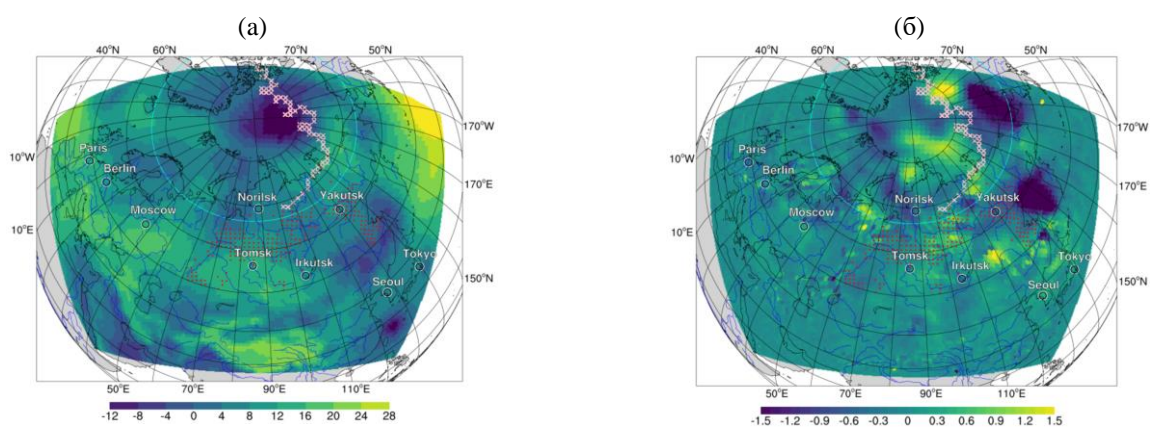 (а) (б)
40°N 60°N 70°N 50°N 40°N 60°N 70°N 50°N
170°W 170°W
10°W Paris 10°W Paris
Berlin 170°E Berlin 170°E
Norilsk Yakutsk Norilsk Yakutsk
Moscow Moscow
10°E 10°E
Tomsk Irkutsk Tokyo Tomsk Irkutsk Tokyo
Seoul 150°N Seoul 150°N
50°E 70°E 90°E 110°E 50°E 70°E 90°E 110°E
-12 -8 -4 0 4 8 12 16 20 24 28 -1.5 -1.2 -0.9 -0.6 -0.3 0 0.3 0.6 0.9 1.2 1.5